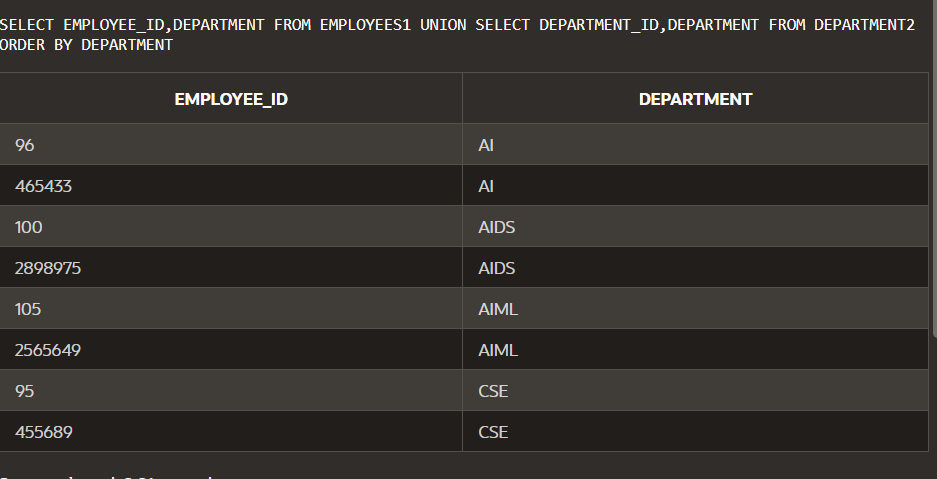 SELECT EMPLOYEE_ID,DEPARTMENT FROM EMPLOYEES1 UNION SELECT DEPARTMENT_ID,DEPARTMENT FROM DEPARTMENT2
ORDER BY DEPARTMENT
EMPLOYEE_ID DEPARTMENT
96 AI
465433 AI
100 AIDS
2898975 AIDS
105 AIML
2565649 AIML
95 CSE
455689 CSE